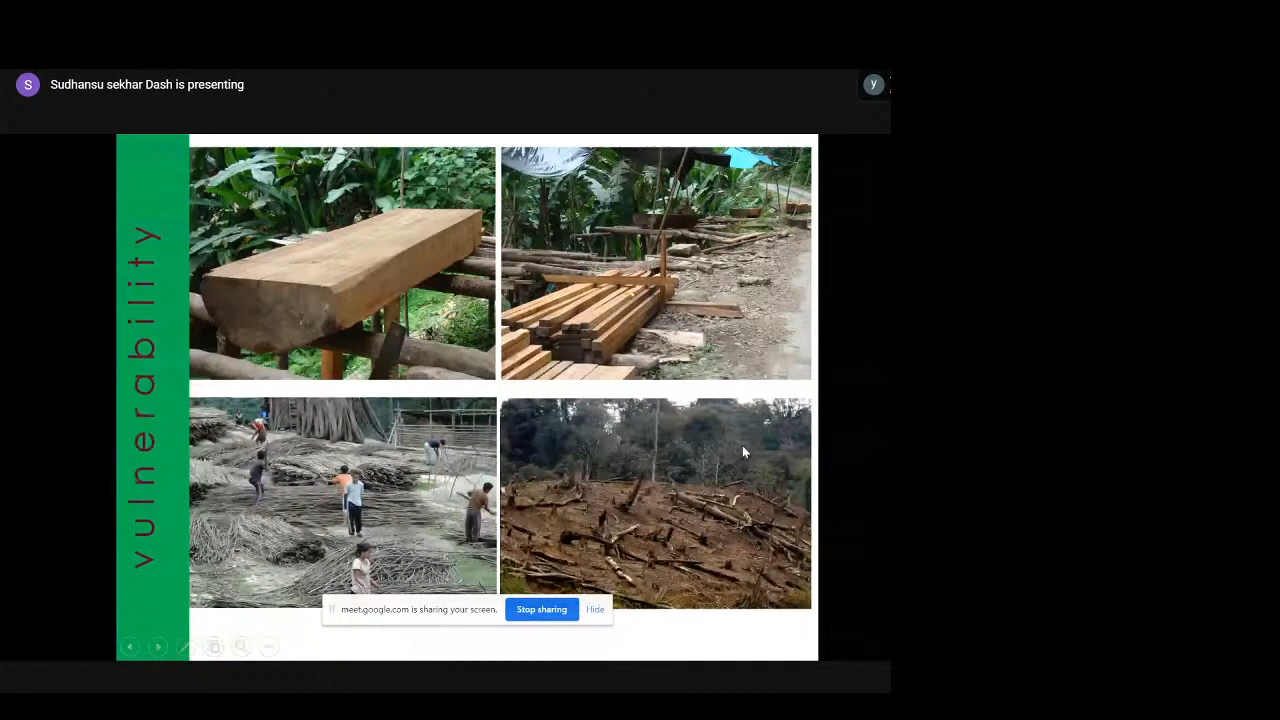 S
Sudhansu sekhar Dash is presenting
y
vulnerability
meet.google.com is sharing your screen.
Stop sharing
Hide